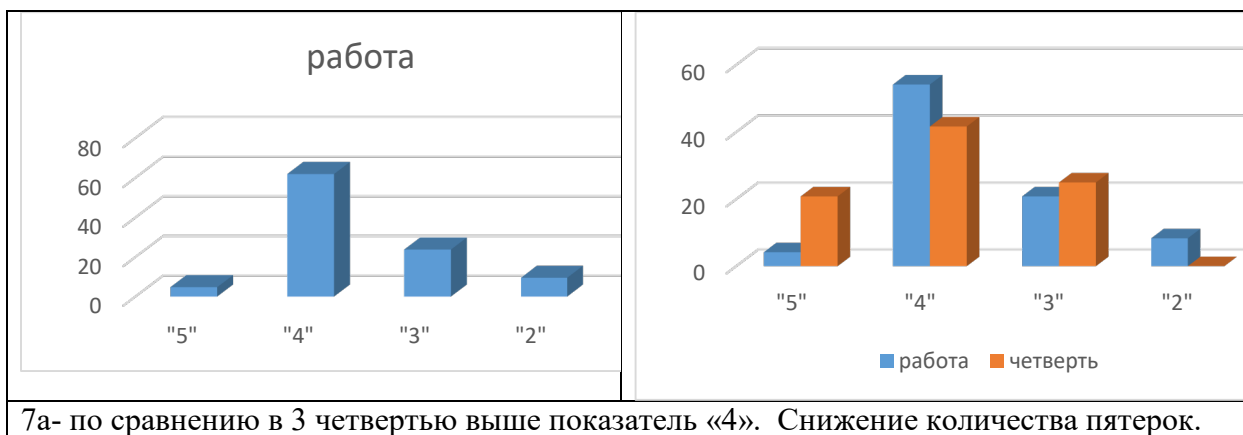 работа
80
60
40
20
0
"5" "4" "3" "2"
60
40
20
0
"5" "4" "3" "2"
работа четверть
7а- по сравнению в 3 четвертью выше показатель «4». Снижение количества пятерок.